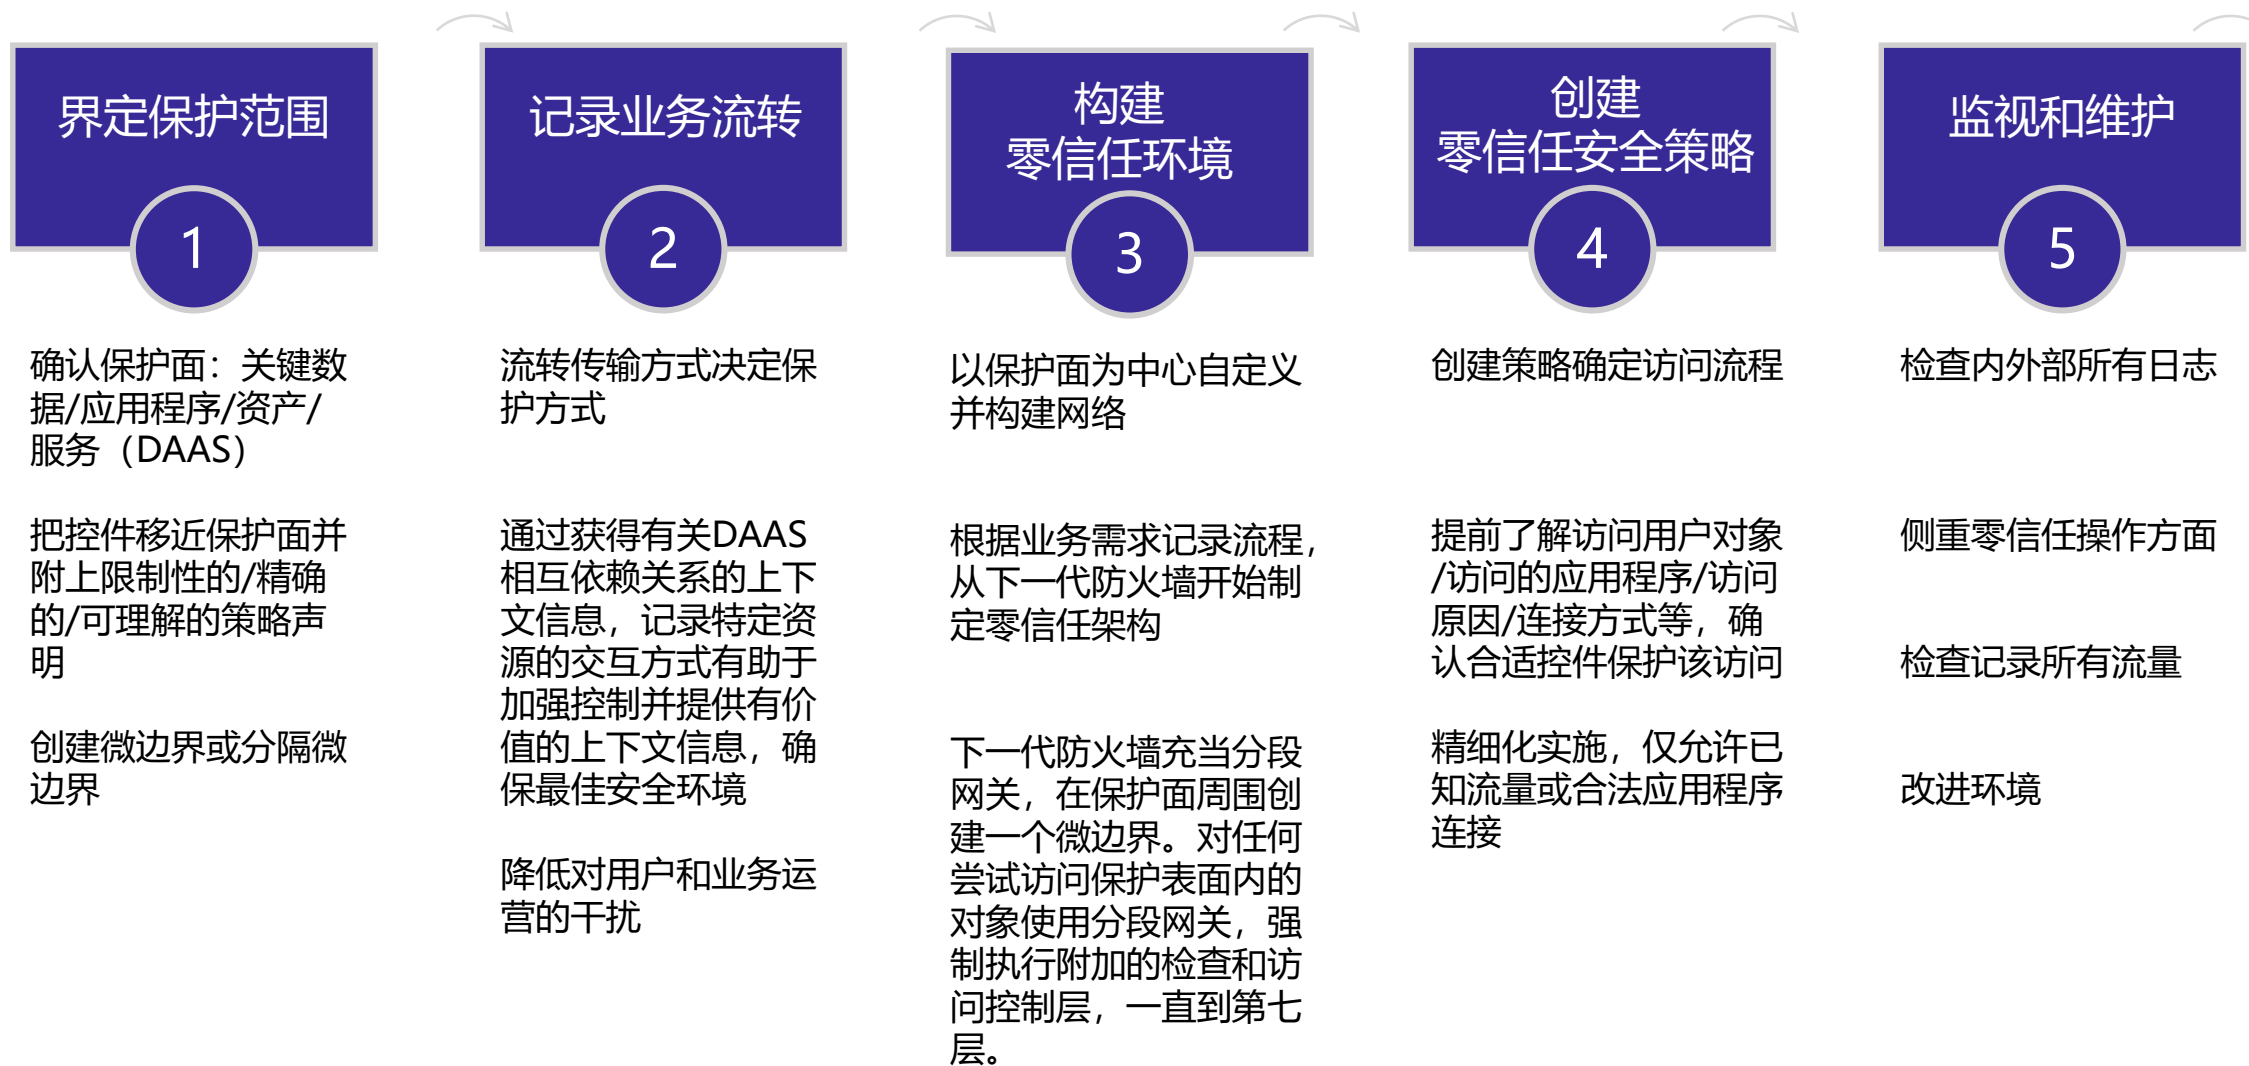 界定保护范围
1
确认保护面：关键数
据/应用程序/资产/
服务（DAAS）
把控件移近保护面并
附上限制性的/精确
的/可理解的策略声
明
创建微边界或分隔微
边界
记录业务流转
2
流转传输方式决定保
护方式
通过获得有关DAAS
相互依赖关系的上下
文信息，记录特定资
源的交互方式有助于
加强控制并提供有价
值的上下文信息，确
保最佳安全环境
降低对用户和业务运
营的干扰
构建
零信任环境
3
以保护面为中心自定义
并构建网络
根据业务需求记录流程，
从下一代防火墙开始制
定零信任架构
下一代防火墙充当分段
网关，在保护面周围创
建一个微边界。对任何
尝试访问保护表面内的
对象使用分段网关，强
制执行附加的检查和访
问控制层，一直到第七
层。
创建
零信任安全策略
4
创建策略确定访问流程
提前了解访问用户对象
/访问的应用程序/访问
原因/连接方式等，确
认合适控件保护该访问
精细化实施，仅允许已
知流量或合法应用程序
连接
监视和维护
5
检查内外部所有日志
侧重零信任操作方面
检查记录所有流量
改进环境